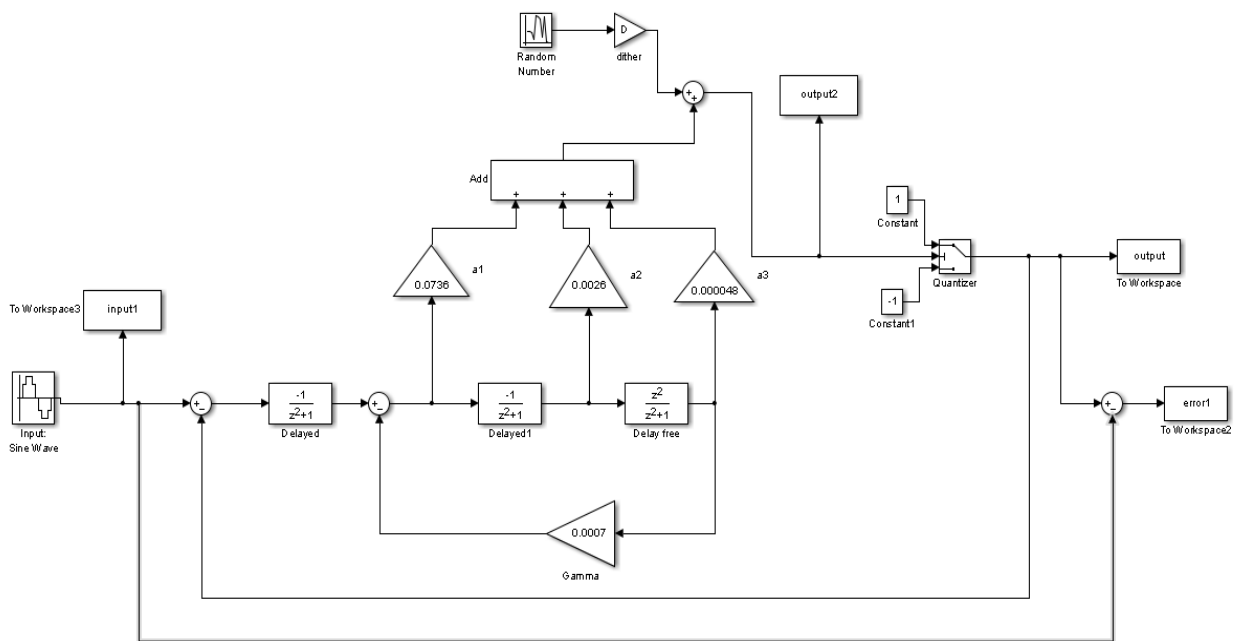 D
Random
Number
dither
output2
Add
+ +
+ + +
1
Constant
a1
a2
a3
0.0736
0.0026
0.000048
-1
Constant1
Quantizer
output
To Workspace
To Workspace3
input1
Input:
Sine Wave
+ −
-1
z2+1
Delayed
+ −
-1
z2+1
Delayed1
z2
z2+1
Delay free
+ −
error1
To Workspace2
0.0007
Gamma